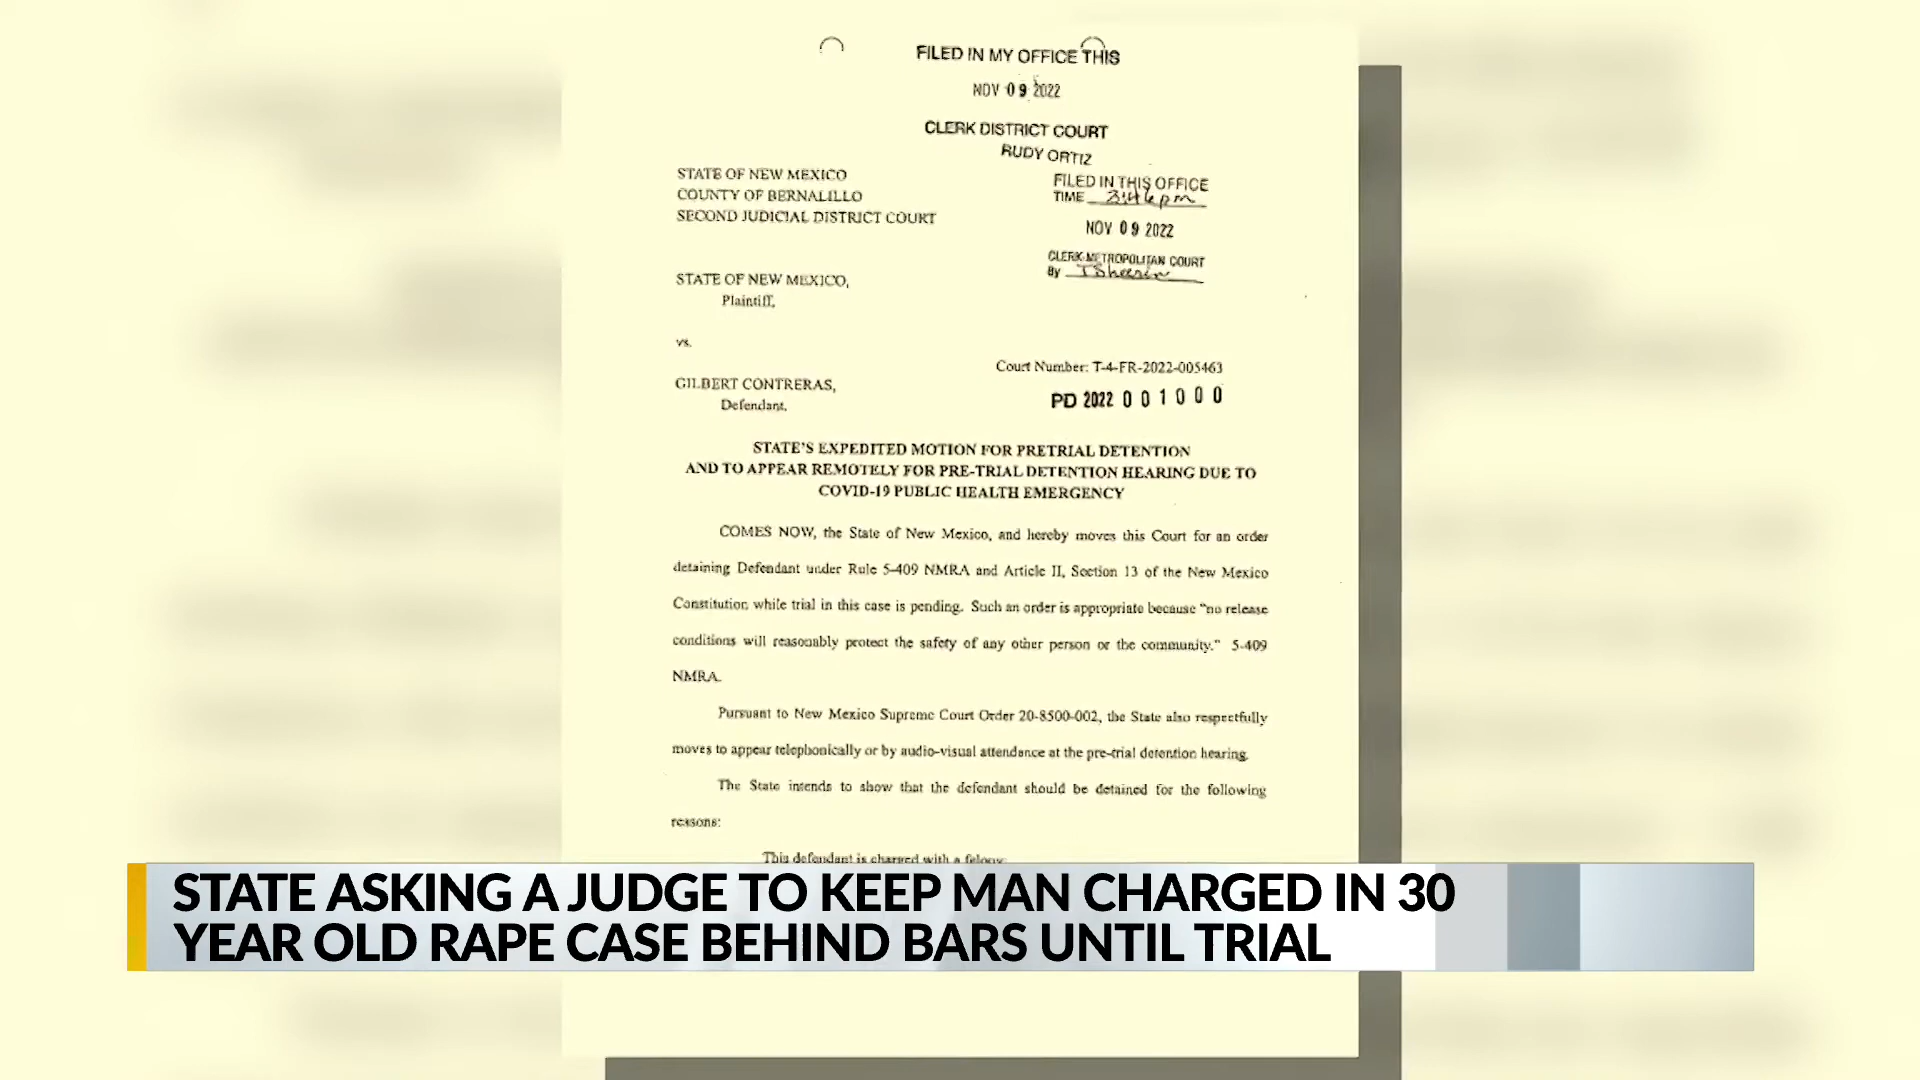 FILED IN MY OFFICE THIS
NOV 09 2022
CLERK DISTRICT COURT
RUDY ORTIZ
STATE OF NEW MEXICO
COUNTY OF BERNALILLO
SECOND JUDICIAL DISTRICT COURT
FILED IN THIS OFFICE
TIME 3:46pm
NOV 09 2022
CLERK METROPOLITAN COURT
By
STATE OF NEW MEXICO,
Plaintiff,
vs.
Court Number: T-4-FR-2022-005463
GILBERT CONTRERAS,
PD 2022 001000
Defendant.
STATE'S EXPEDITED MOTION FOR PRETRIAL DETENTION
AND TO APPEAR REMOTELY FOR PRE-TRIAL DETENTION HEARING DUE TO
COVID-19 PUBLIC HEALTH EMERGENCY
COMES NOW, the State of New Mexico, and hereby moves this Court for an order
detaining Defendant under Rule 5-409 NMRA and Article II, Section 13 of the New Mexico
Constitution while trial in this case is pending. Such an order is appropriate because "no release
conditions will reasonably protect the safety of any other person or the community." 5-409
NMRA.
Pursuant to New Mexico Supreme Court Order 20-8500-002, the State also respectfully
moves to appear telephonically or by audio-visual attendance at the pre-trial detention hearing.
The State intends to show that the defendant should be detained for the following
reasons:
This defendant is charged with a felony:
STATE ASKING A JUDGE TO KEEP MAN CHARGED IN 30
YEAR OLD RAPE CASE BEHIND BARS UNTIL TRIAL